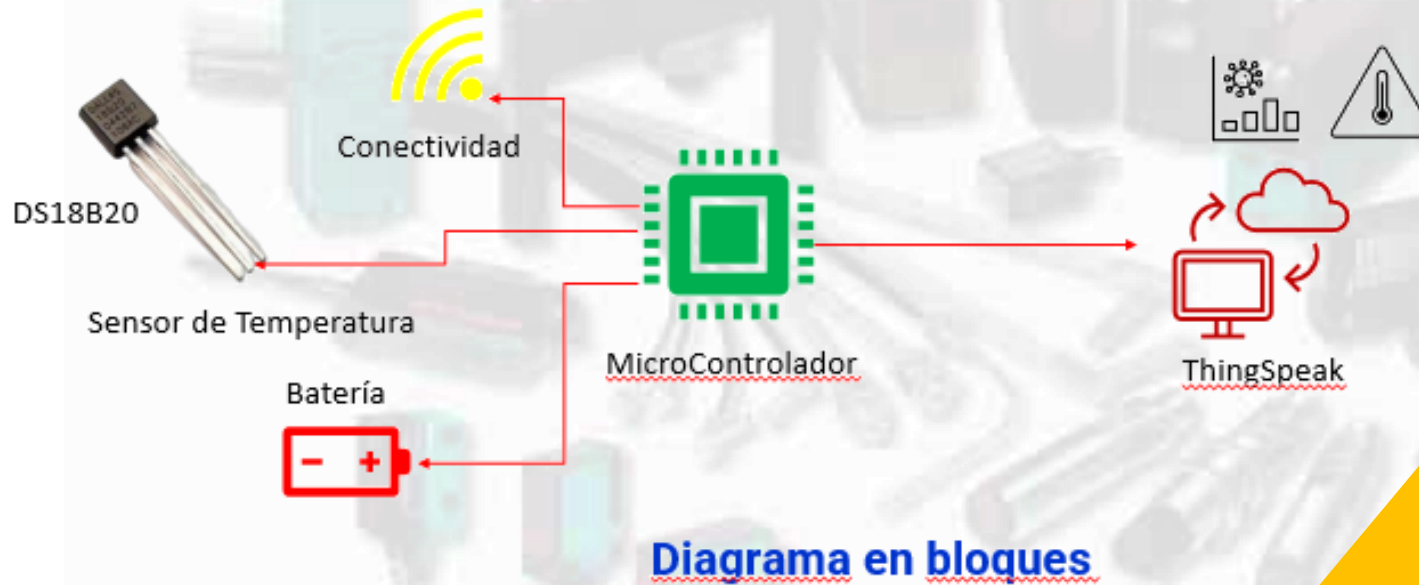 Conectividad
DS18B20
Sensor de Temperatura
Batería
MicroControlador
ThingSpeak
Diagrama en bloques